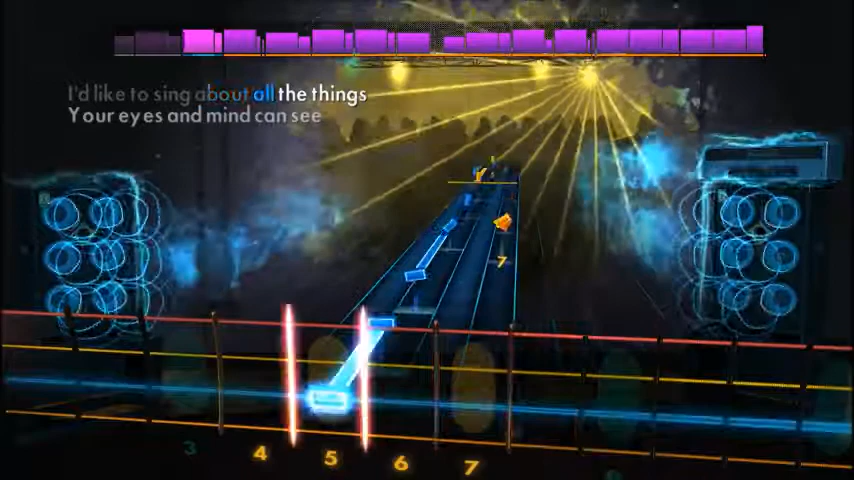 I'd like to sing about all the things
Your eyes and mind can see
7
3 4 5 6 7